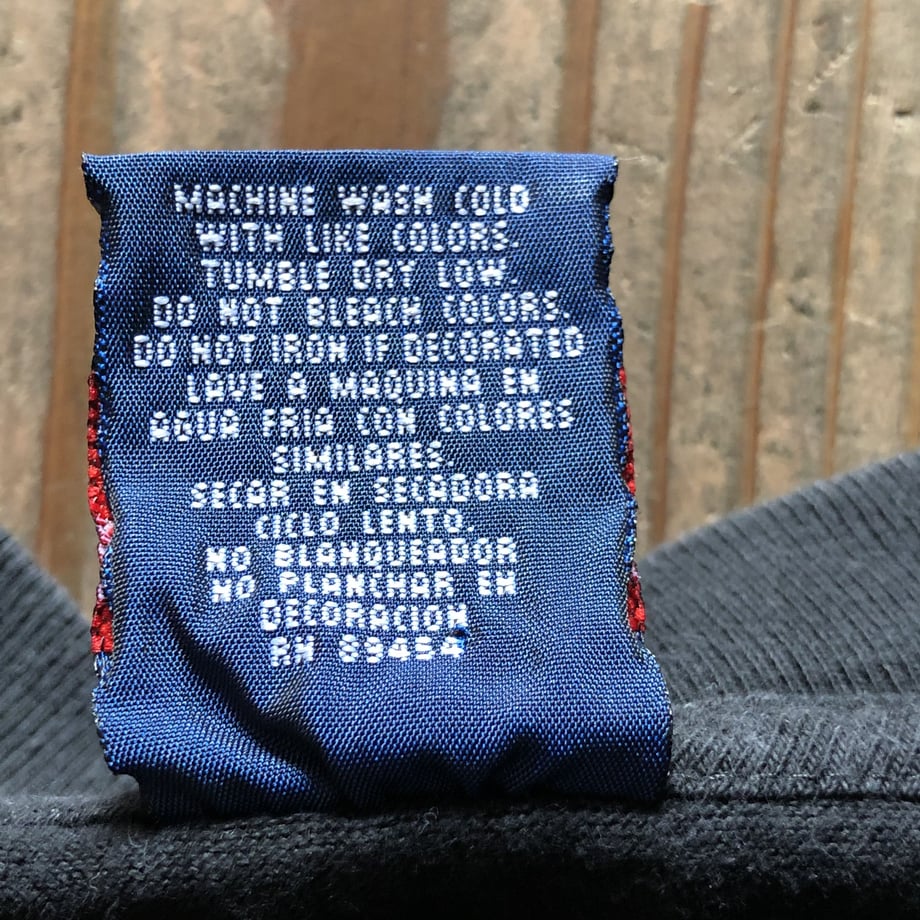 MACHINE WASH COLD
WITH LIKE COLORS.
TUMBLE DRY LOW.
DO NOT BLEACH COLORS.
DO NOT IRON IF DECORATED
LAVE A MAQUINA EN
AGUA FRIA CON COLORES
SIMILARES
SECAR EN SECADORA
CICLO LENTO.
NO BLANQUEADOR
NO PLANCHAR EN
DECORACION
RN 89454